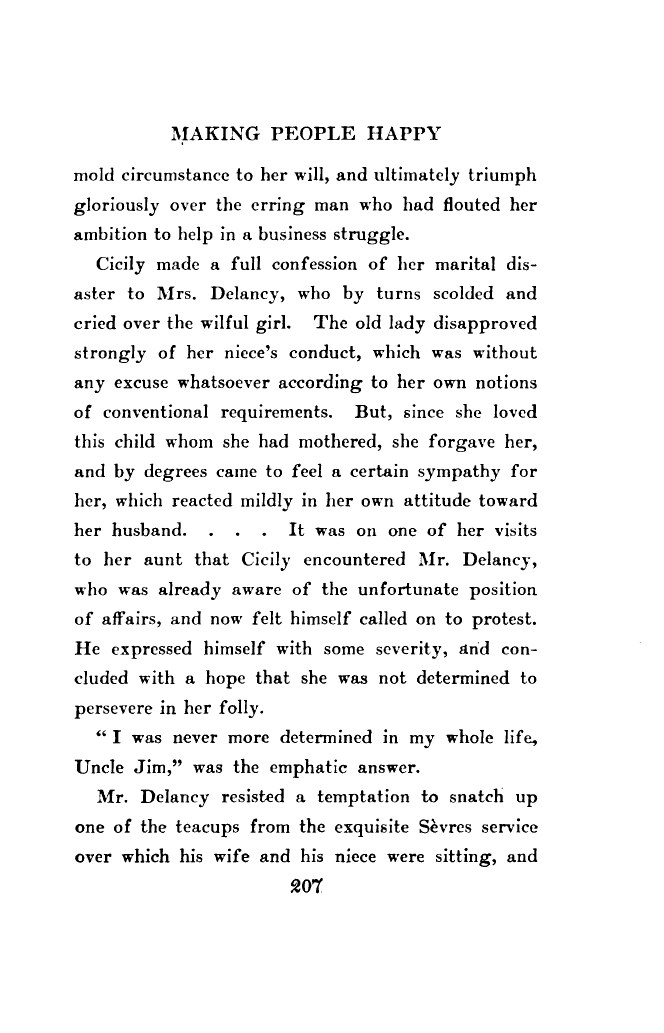 MAKING PEOPLE HAPPY
mold circumstance to her will, and ultimately triumph
gloriously over the erring man who had flouted her
ambition to help in a business struggle.
Cicily made a full confession of her marital dis-
aster to Mrs. Delancy, who by turns scolded and
cried over the wilful girl. The old lady disapproved
strongly of her niece's conduct, which was without
any excuse whatsoever according to her own notions
of conventional requirements. But, since she loved
this child whom she had mothered, she forgave her,
and by degrees came to feel a certain sympathy for
her, which reacted mildly in her own attitude toward
her husband. . . . It was on one of her visits
to her aunt that Cicily encountered Mr. Delancy,
who was already aware of the unfortunate position
of affairs, and now felt himself called on to protest.
He expressed himself with some severity, and con-
cluded with a hope that she was not determined to
persevere in her folly.
“ I was never more determined in my whole life,
Uncle Jim,” was the emphatic answer.
Mr. Delancy resisted a temptation to snatch up
one of the teacups from the exquisite Sèvres service
over which his wife and his niece were sitting, and
207